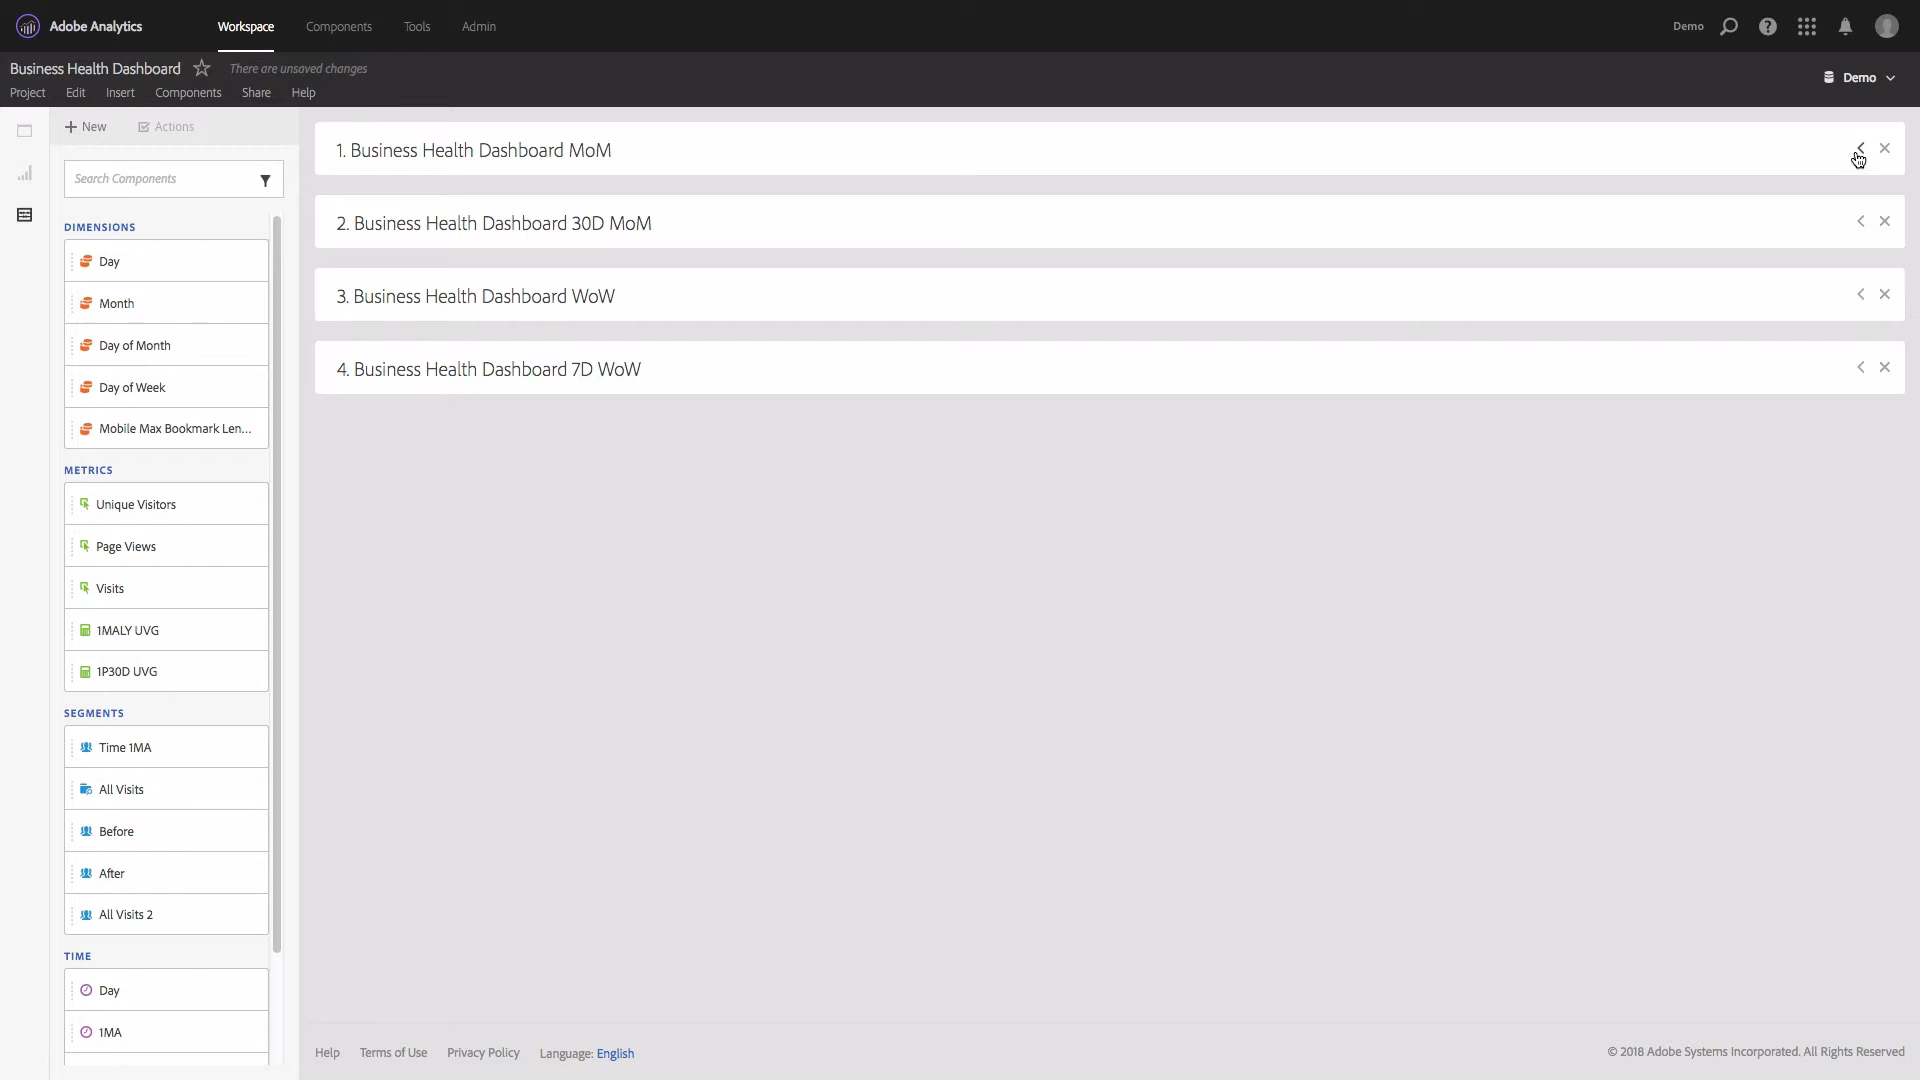 Adobe Analytics
Workspace
Components
Tools
Admin
Demo
Business Health Dashboard
There are unsaved changes
Project
Edit
Insert
Components
Share
Help
Demo
New
Actions
Search Components
DIMENSIONS
Day
Month
Day of Month
Day of Week
Mobile Max Bookmark Len...
METRICS
Unique Visitors
Page Views
Visits
1MALY UVG
1P30D UVG
SEGMENTS
Time 1MA
All Visits
Before
After
All Visits 2
TIME
Day
1MA
1. Business Health Dashboard MoM
2. Business Health Dashboard 30D MoM
3. Business Health Dashboard WoW
4. Business Health Dashboard 7D WoW
Help
Terms of Use
Privacy Policy
Language: English
© 2018 Adobe Systems Incorporated. All Rights Reserved